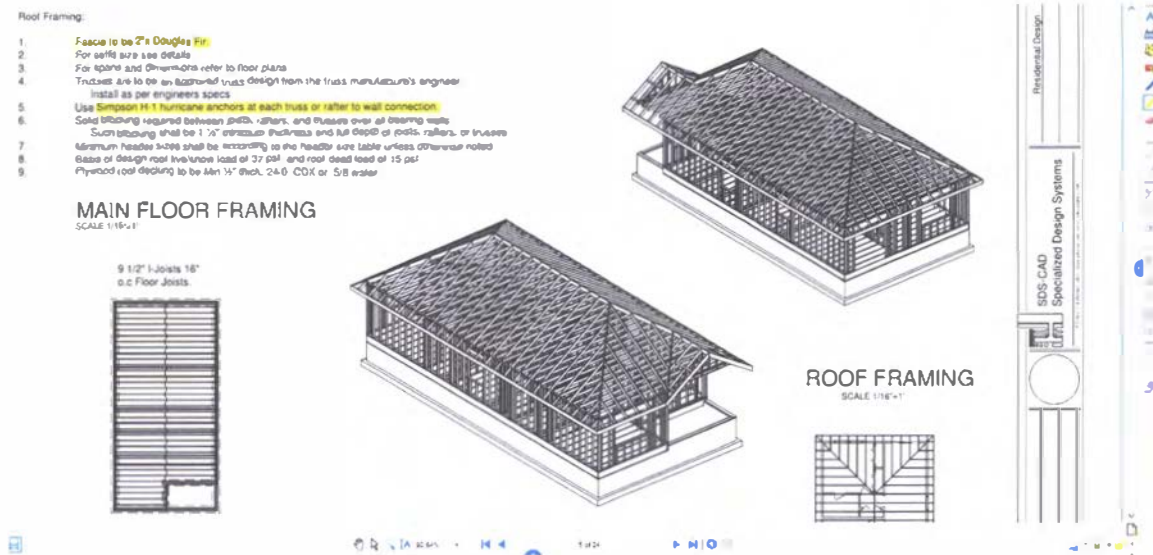 Roof Framing:
1. Fascia to be 2"x Douglas Fir.
2. For soffit size see details
3. For spans and dimensions refer to floor plans
4. Trusses are to be an approved truss design from the truss manufacture's engineer
Install as per engineers specs
5. Use Simpson H-1 hurricane anchors at each truss or rafter to wall connection.
6. Solid blocking required between joists, rafters, and trusses over all bearing walls
Such blocking shall be 1 ½" minimum thickness and full depth of joists, rafters, or trusses
7. Minimum header sizes shall be according to the header size table unless otherwise noted
8. Basis of design roof live/snow load of 37 psf and roof dead load of 15 psf
9. Plywood roof decking to be Min ½" thick, CDX or 5/8 wafer
MAIN FLOOR FRAMING
SCALE 1/16"=1'
9 1/2" I-Joists 16"
o.c Floor Joists.
ROOF FRAMING
SCALE 1/16"=1'
Residential Design
SDS-CAD
Specialized Design Systems